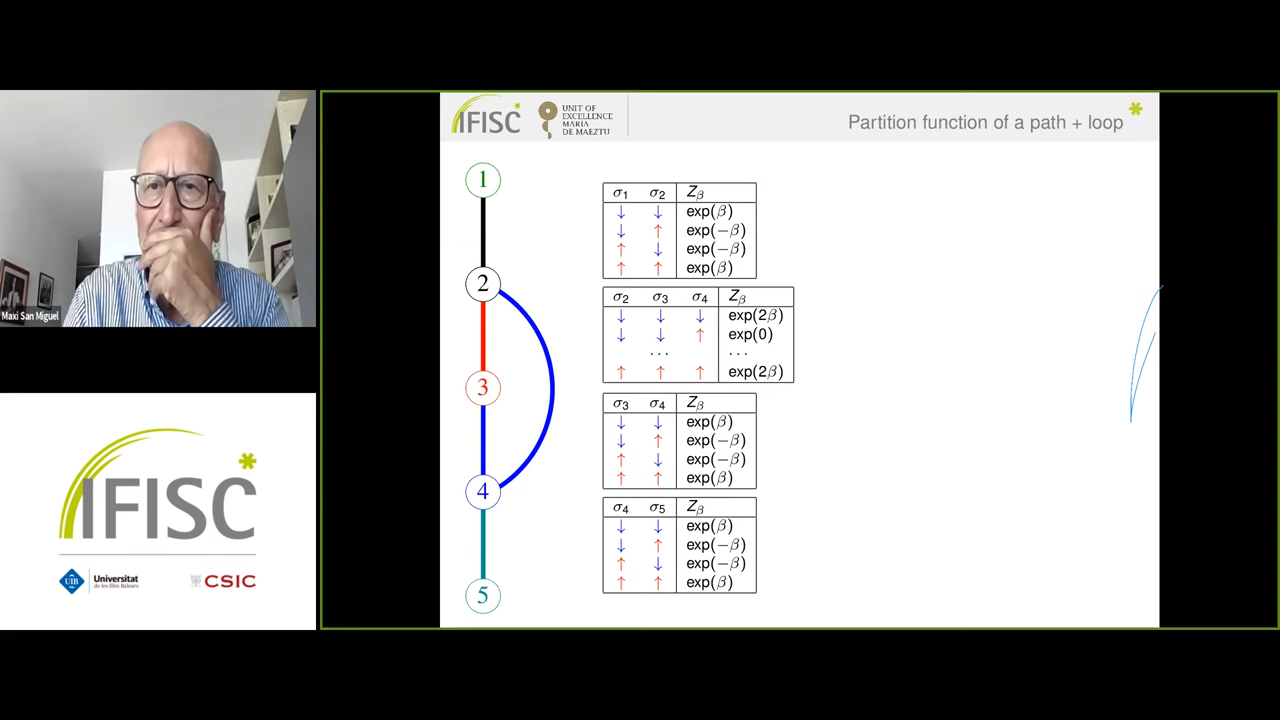 Maxi San Miguel
IFISC
UIB Universitat de les Illes Balears
CSIC
IFISC
UNIT OF
EXCELLENCE
MARÍA
DE MAEZTU
Partition function of a path + loop
1
2
3
4
5
σ1 σ2 Zβ
↓ ↓ exp(β)
↓ ↑ exp(−β)
↑ ↓ exp(−β)
↑ ↑ exp(β)
σ2 σ3 σ4 Zβ
↓ ↓ ↓ exp(2β)
↓ ↓ ↑ exp(0)
··· ···
↑ ↑ ↑ exp(2β)
σ3 σ4 Zβ
↓ ↓ exp(β)
↓ ↑ exp(−β)
↑ ↓ exp(−β)
↑ ↑ exp(β)
σ4 σ5 Zβ
↓ ↓ exp(β)
↓ ↑ exp(−β)
↑ ↓ exp(−β)
↑ ↑ exp(β)